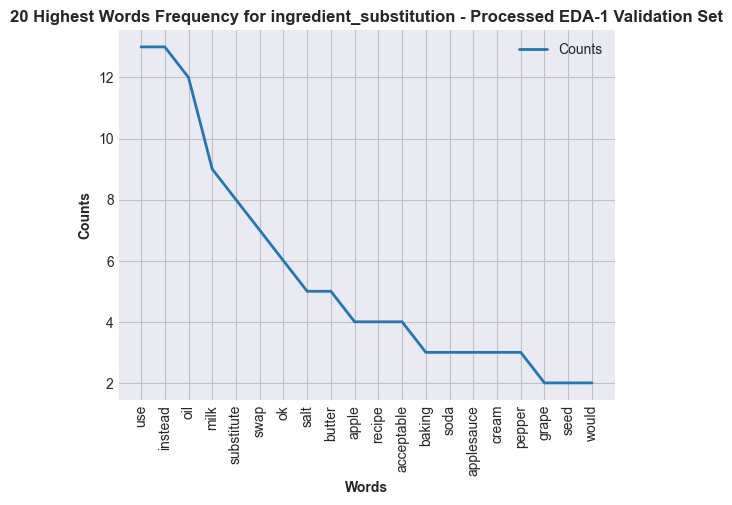 20 Highest Words Frequency for ingredient_substitution - Processed EDA-1 Validation Set
Counts
12
10
8
6
4
2
Counts
use
instead
oil
milk
substitute
swap
ok
salt
butter
apple
recipe
acceptable
baking
soda
applesauce
cream
pepper
grape
seed
would
Words